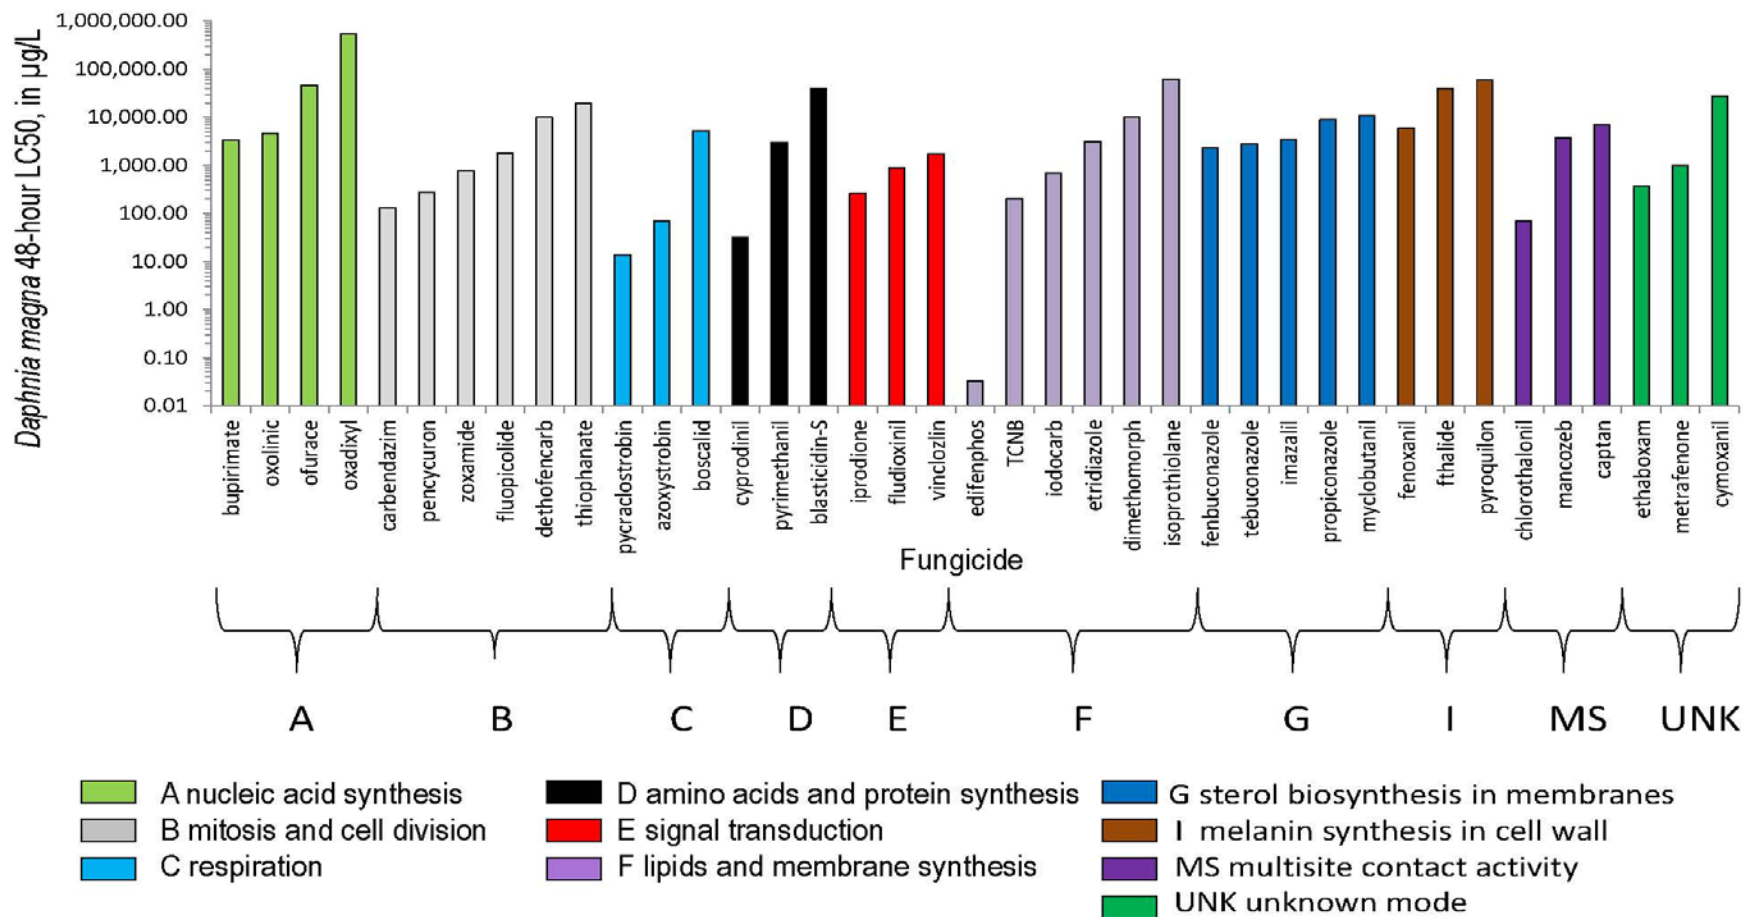 Daphnia magna 48-hour LC50, in µg/L
1,000,000.00
100,000.00
10,000.00
1,000.00
100.00
10.00
1.00
0.10
0.01
bupirimate
oxolinic
ofurace
oxadixyl
carbendazim
pencycuron
zoxamide
fluopicolide
dethofencarb
thiophanate
pycraclostrobin
azoxystrobin
boscalid
cyprodinil
pyrimethanil
blasticidin-S
iprodione
fludioxinil
vinclozlin
edifenphos
TCNB
iodocarb
etridiazole
dimethomorph
isoprothiolane
fenbuconazole
tebuconazole
imazalil
propiconazole
myclobutanil
fenoxanil
fthalide
pyroquilon
chlorothalonil
mancozeb
captan
ethaboxam
metrafenone
cymoxanil
Fungicide
A B C D E F G I MS UNK
A nucleic acid synthesis
B mitosis and cell division
C respiration
D amino acids and protein synthesis
E signal transduction
F lipids and membrane synthesis
G sterol biosynthesis in membranes
I melanin synthesis in cell wall
MS multisite contact activity
UNK unknown mode